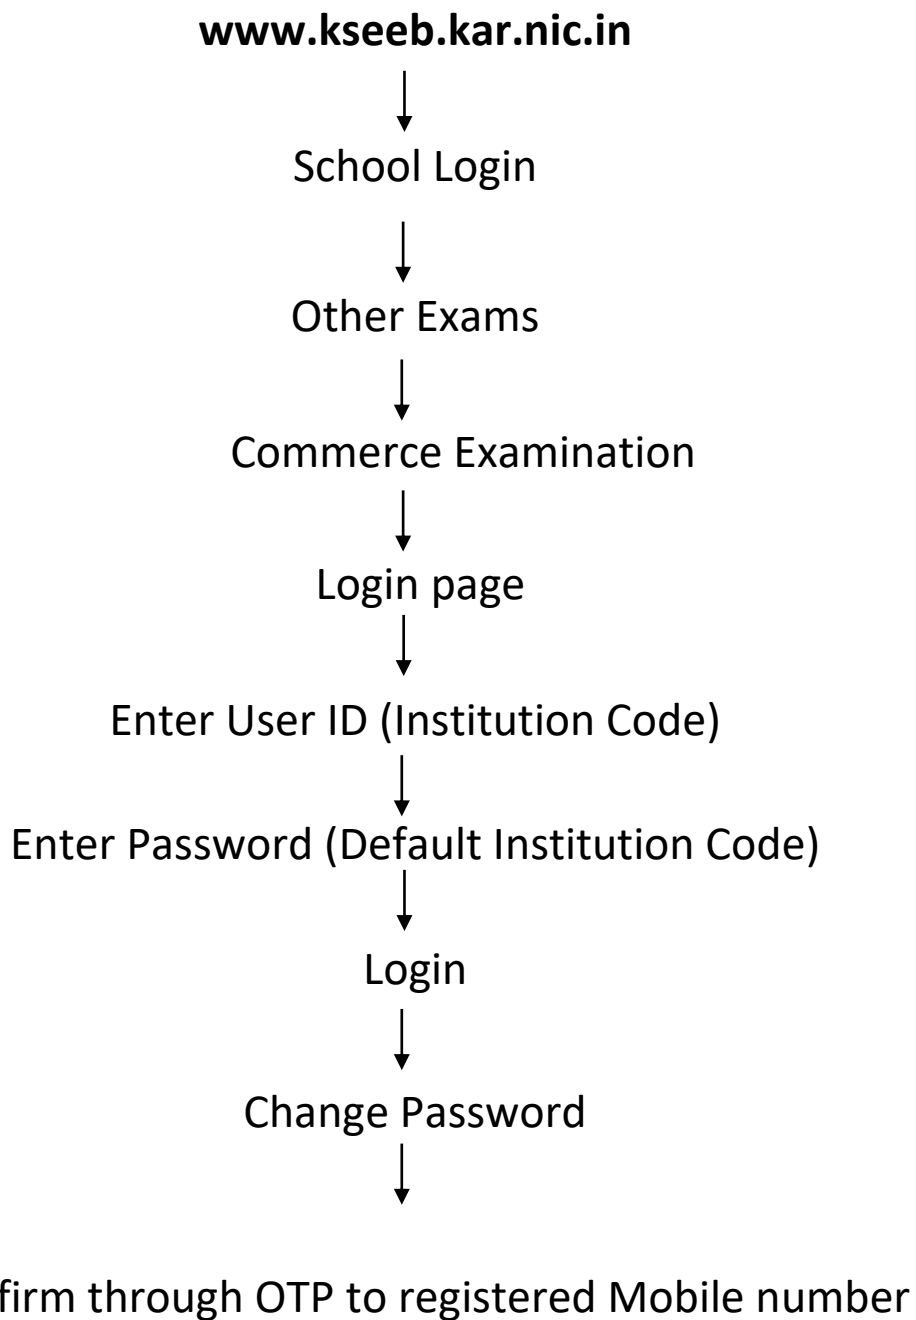 www.kseeb.kar.nic.in
School Login
Other Exams
Commerce Examination
Login page
Enter User ID (Institution Code)
Enter Password (Default Institution Code)
Login
Change Password
firm through OTP to registered Mobile number